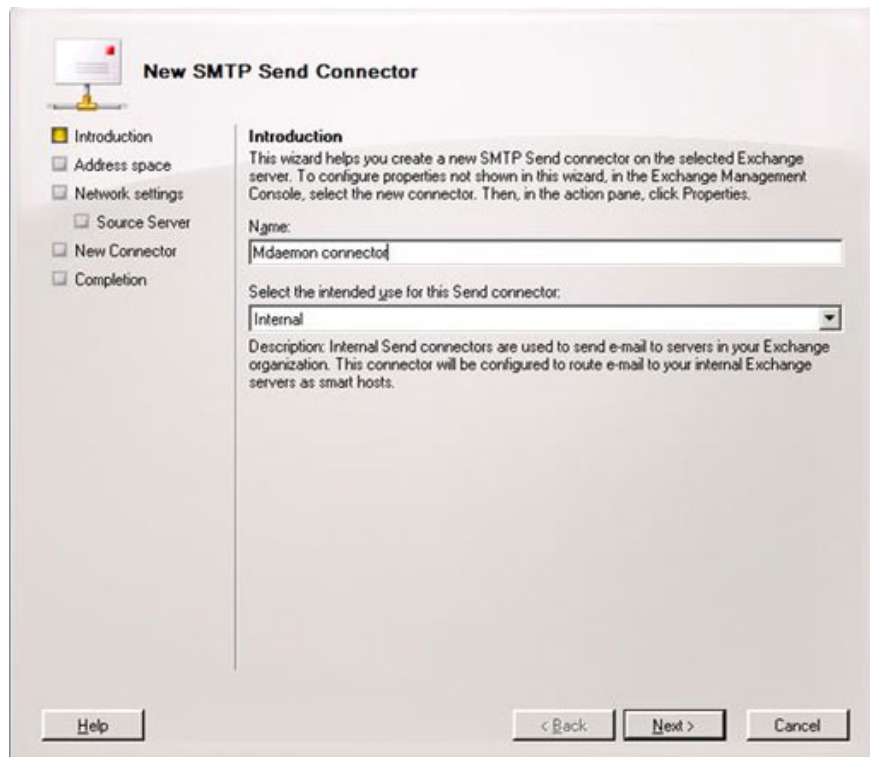 New SMTP Send Connector
Introduction
Address space
Network settings
Source Server
New Connector
Completion
Introduction
This wizard helps you create a new SMTP Send connector on the selected Exchange
server. To configure properties not shown in this wizard, in the Exchange Management
Console, select the new connector. Then, in the action pane, click Properties.
Name:
Mdaemon connector
Select the intended use for this Send connector:
Internal
Description: Internal Send connectors are used to send e-mail to servers in your Exchange
organization. This connector will be configured to route e-mail to your internal Exchange
servers as smart hosts.
Help
< Back
Next >
Cancel